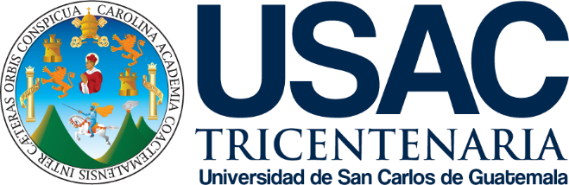 CAROLINA ACADEMIA COACTEMALENSIS INTER CÆTERAS ORBIS CONSPICUA
USAC
TRICENTENARIA
Universidad de San Carlos de Guatemala